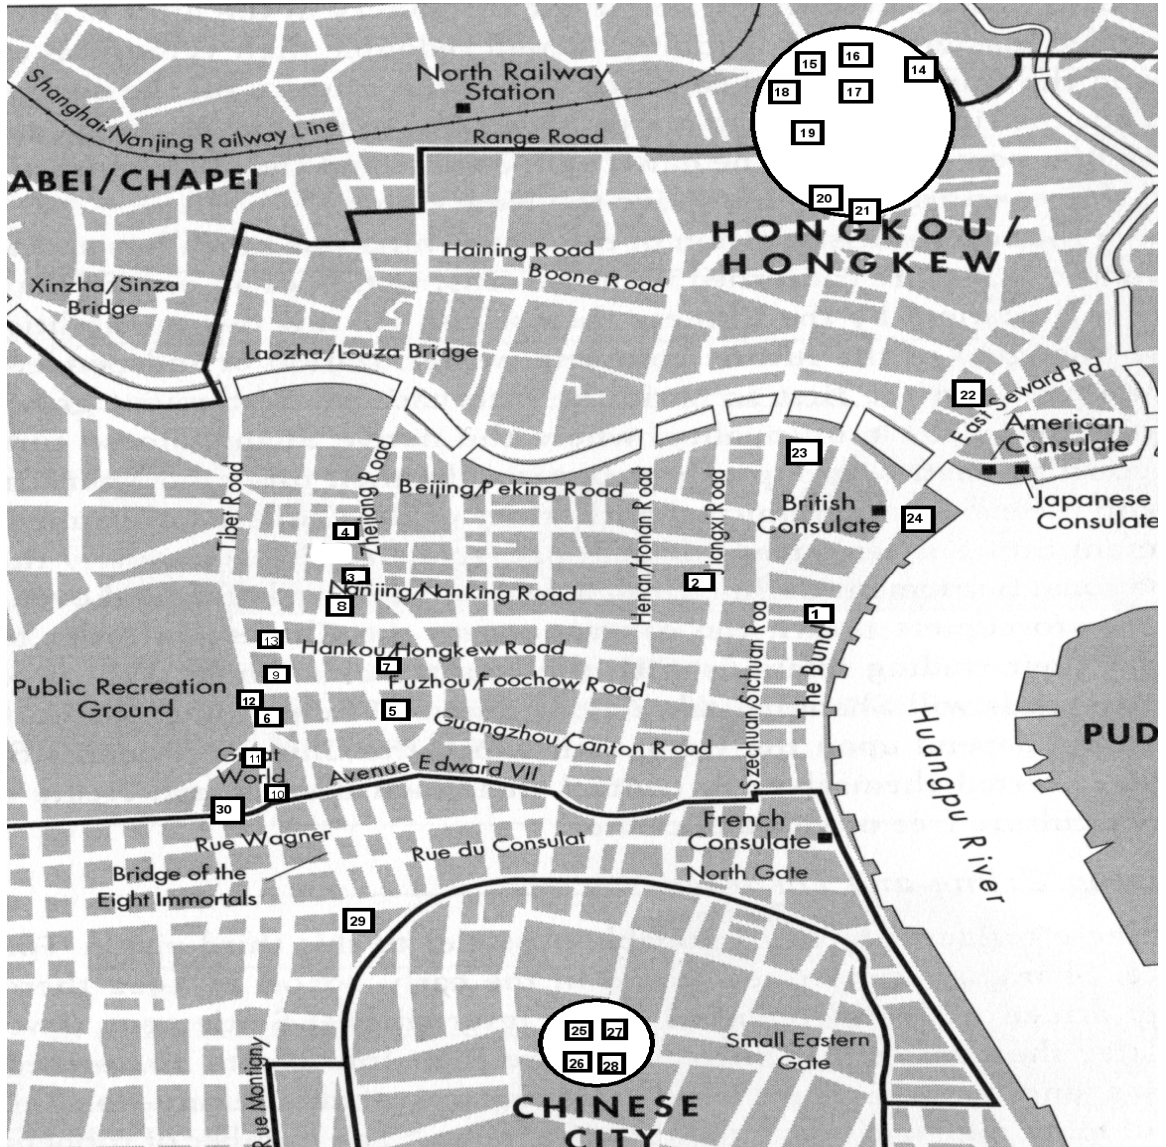 North Railway
Station
Shanghai Nanjing Railway Line
Range Road
ABEI/CHAPEI
15
16
14
18
17
19
20
21
HONGKOU/
HONGKEW
Haining Road
Boone Road
Xinzha/Sinza
Bridge
Laozha/Louza Bridge
22
East Seward Rd
American
Consulate
Japanese
Consulate
23
British
Consulate
24
Tibet Road
Zhejiang Road
Beijing/Peking Road
Henan/Honan Road
Jiangxi Road
4
3
2
Nanjing/Nanking Road
8
1
The Bund
13
Hankou/Hongkew Road
7
9
Fuzhou/Foochow Road
Public Recreation
Ground
12
6
5
Guangzhou/Canton Road
Szechuan/Sichuan Roa
Huangpu River
PUD
11
World
10
Avenue Edward VII
30
Rue Wagner
Rue du Consulat
French
Consulate
North Gate
Bridge of the
Eight Immortals
29
25
27
26
28
Small Eastern
Gate
Rue Montigny
CHINESE
CITY